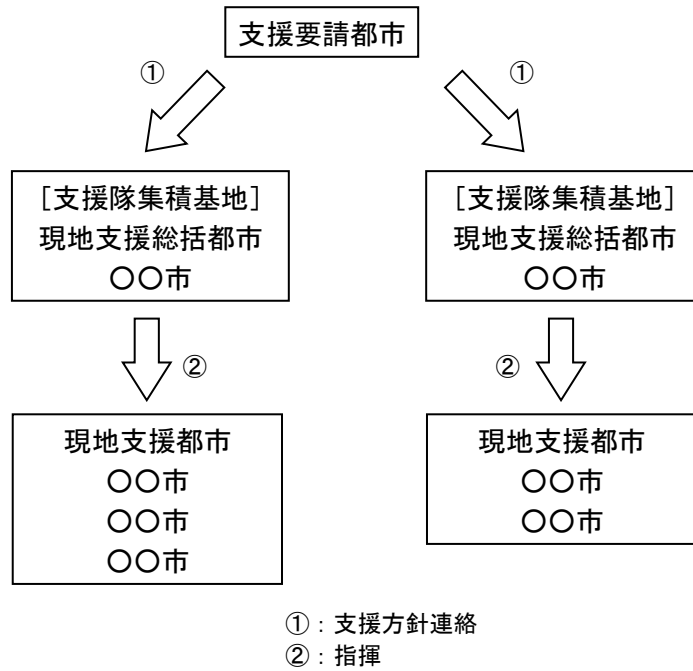 支援要請都市
① ①
[支援隊集積基地] [支援隊集積基地]
現地支援総括都市 現地支援総括都市
〇〇市 〇〇市
② ②
現地支援都市 現地支援都市
〇〇市 〇〇市
〇〇市 〇〇市
〇〇市
①：支援方針連絡
②：指揮